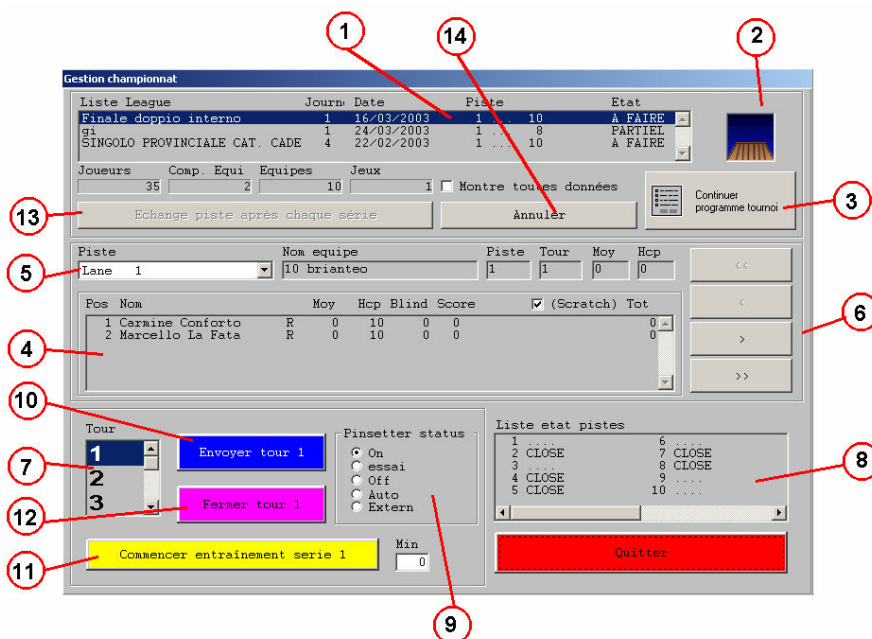 1
14
2
Gestion championnat
Liste League Journ Date Piste Etat
Finale doppio interno 1 16/03/2003 1 ... 10 A FAIRE
gi 1 24/03/2003 1 ... 8 PARTIEL
SINGOLO PROVINCIALE CAT. CADE 4 22/02/2003 1 ... 10 A FAIRE
Joueurs Comp. Equi Equipes Jeux
35 2 10 1 Montre toutes données
Continuer
programme tournoi
3
13
Echange piste après chaque série Annuler
5
Piste Nom equipe Piste Tour Moy Hcp
Lane 1 10 brianteo 1 1 0 0
<<
Pos Nom Moy Hcp Blind Score (Scratch) Tot
<
1 Carmine Conforto R 0 10 0 0 0
2 Marcello La Fata R 0 10 0 0 0
6
4
>
>>
10
Tour
1
2
3
Envoyer tour 1
Pinsetter status
On
essai
Off
Auto
Extern
Liste etat pistes
1 .... 6 ....
2 CLOSE 7 CLOSE
3 .... 8 CLOSE
4 CLOSE 9 ....
5 CLOSE 10 ....
7
8
12
Fermer tour 1
11
Commencer entraînement serie 1
Min
0
Quitter
9